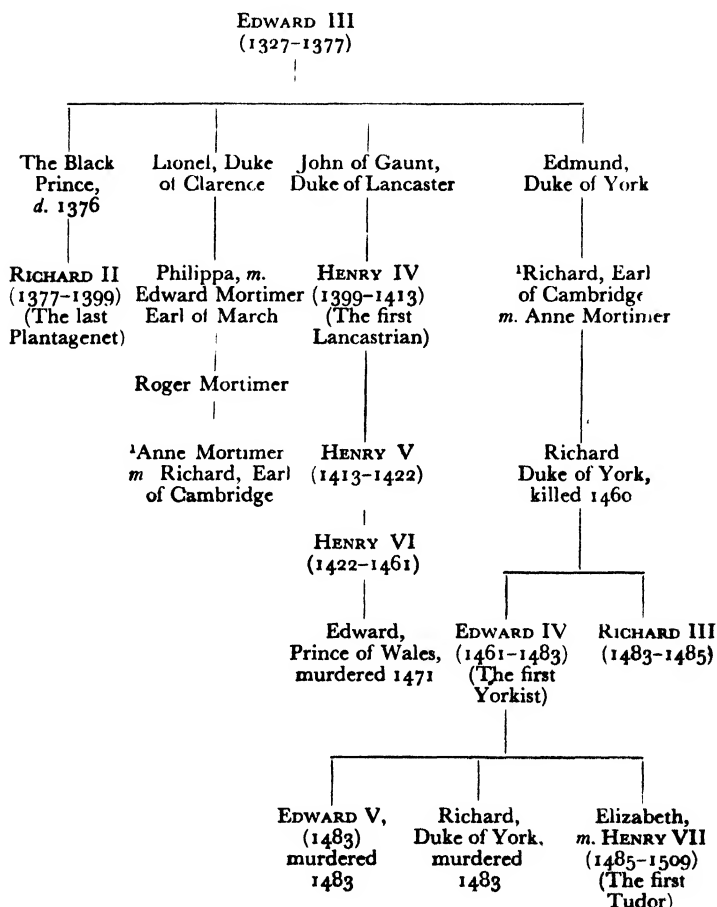 EDWARD III
(1327–1377)
The Black
Prince,
d. 1376
Lionel, Duke
of Clarence
John of Gaunt,
Duke of Lancaster
Edmund,
Duke of York
RICHARD II
(1377–1399)
(The last
Plantagenet)
Philippa, m.
Edward Mortimer
Earl of March
HENRY IV
(1399–1413)
(The first
Lancastrian)
¹Richard, Earl
of Cambridge
m. Anne Mortimer
Roger Mortimer
¹Anne Mortimer
m Richard, Earl
of Cambridge
HENRY V
(1413–1422)
Richard
Duke of York,
killed 1460
HENRY VI
(1422–1461)
Edward,
Prince of Wales,
murdered 1471
EDWARD IV
(1461–1483)
(The first
Yorkist)
RICHARD III
(1483–1485)
EDWARD V,
(1483)
murdered
1483
Richard,
Duke of York,
murdered
1483
Elizabeth,
m. HENRY VII
(1485–1509)
(The first
Tudor)